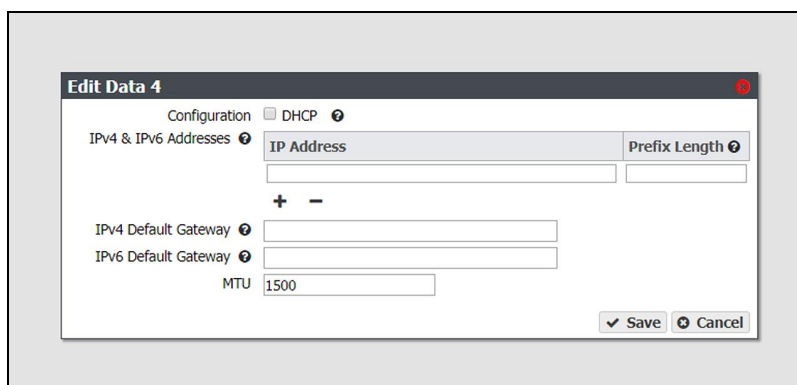 Edit Data 4
Configuration DHCP
IPv4 & IPv6 Addresses
IP Address Prefix Length
IPv4 Default Gateway
IPv6 Default Gateway
MTU 1500
Save Cancel